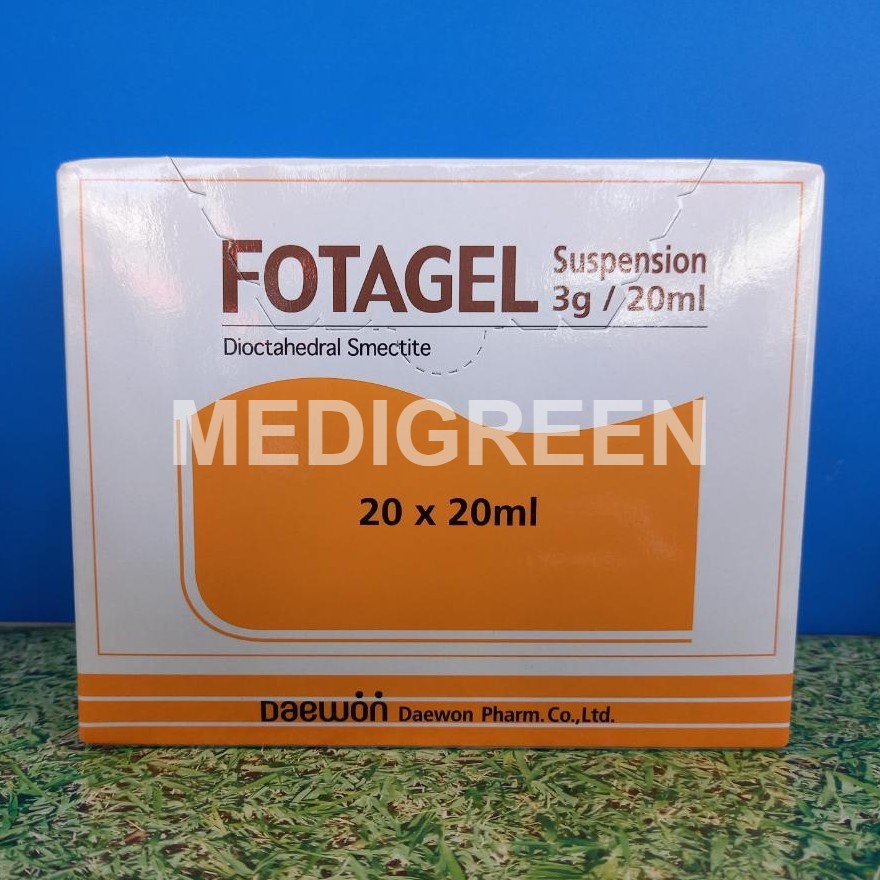 FOTAGEL Suspension
3g / 20ml
Dioctahedral Smectite
MEDIGREEN
20 x 20ml
Daewon Daewon Pharm.Co.,Ltd.